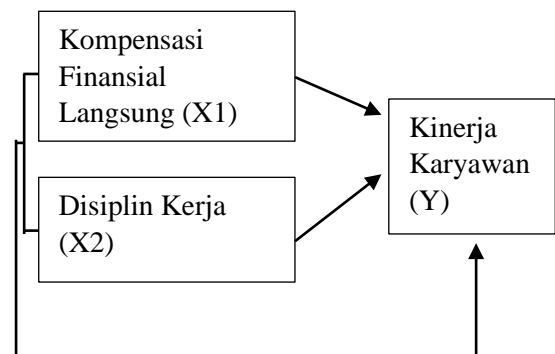 Kompensasi
Finansial
Langsung (X1)
Disiplin Kerja
(X2)
Kinerja
Karyawan
(Y)